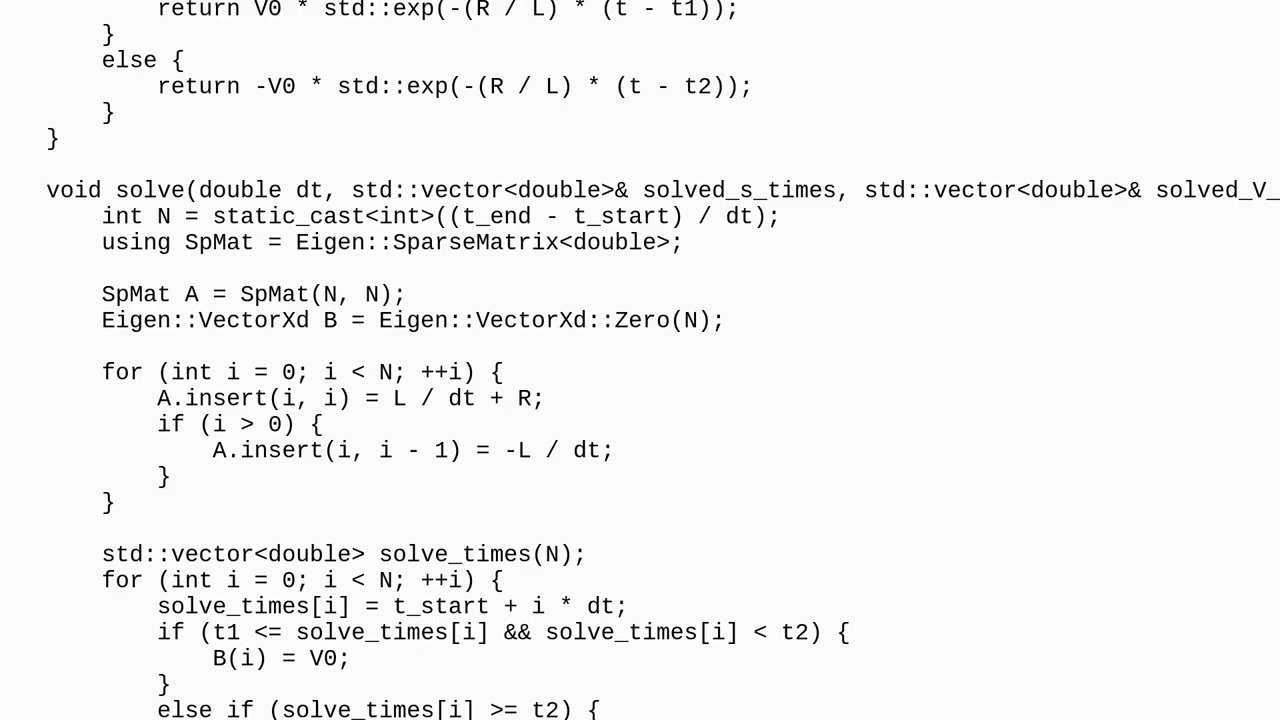 return V0 * std::exp(-(R / L) * (t - t1));
}
else {
return -V0 * std::exp(-(R / L) * (t - t2));
}
}
void solve(double dt, std::vector<double>& solved_s_times, std::vector<double>& solved_V_
int N = static_cast<int>((t_end - t_start) / dt);
using SpMat = Eigen::SparseMatrix<double>;
SpMat A = SpMat(N, N);
Eigen::VectorXd B = Eigen::VectorXd::Zero(N);
for (int i = 0; i < N; ++i) {
A.insert(i, i) = L / dt + R;
if (i > 0) {
A.insert(i, i - 1) = -L / dt;
}
}
std::vector<double> solve_times(N);
for (int i = 0; i < N; ++i) {
solve_times[i] = t_start + i * dt;
if (t1 <= solve_times[i] && solve_times[i] < t2) {
B(i) = V0;
}
else if (solve_times[i] >= t2) {